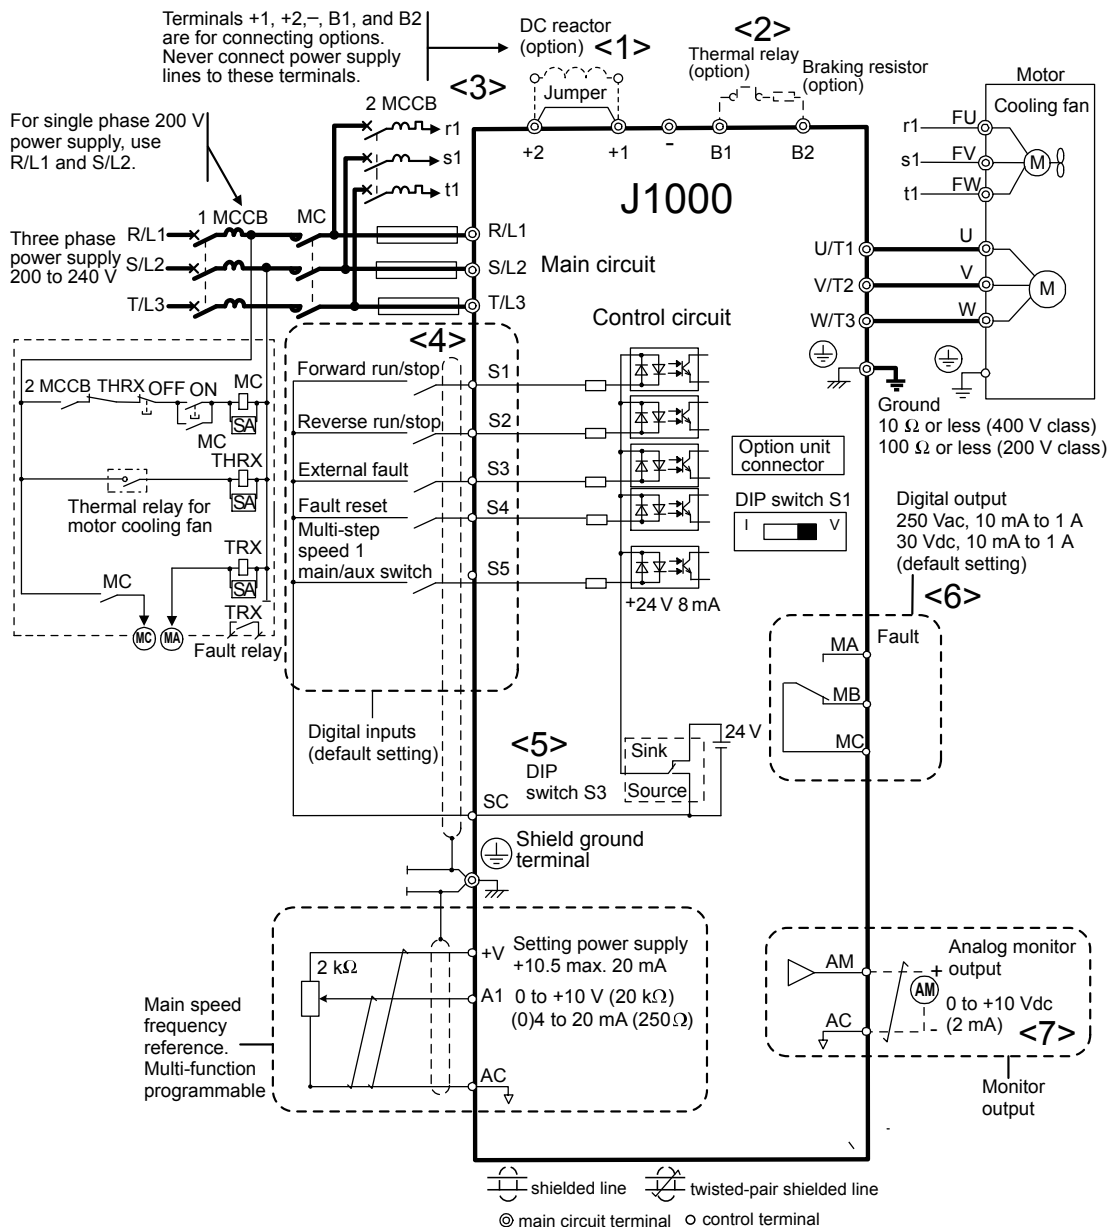 Terminals +1, +2,–, B1, and B2
are for connecting options.
Never connect power supply
lines to these terminals.
DC reactor
(option)
<1>
<2>
Thermal relay
(option)
Braking resistor
(option)
Jumper
+2
+1
-
B1
B2
Motor
Cooling fan
r1
FU
s1
FV
t1
FW
M
<3>
2 MCCB
r1
s1
t1
For single phase 200 V
power supply, use
R/L1 and S/L2.
1 MCCB
MC
Three phase
power supply
200 to 240 V
R/L1
S/L2
T/L3
R/L1
S/L2
T/L3
J1000
Main circuit
Control circuit
U/T1
V/T2
W/T3
U
V
W
M
Ground
10 Ω or less (400 V class)
100 Ω or less (200 V class)
2 MCCB
THRX
OFF
ON
MC
SA
MC
THRX
SA
Thermal relay for
motor cooling fan
TRX
SA
MC
TRX
MC
MA
Fault relay
<4>
Forward run/stop
S1
Reverse run/stop
S2
External fault
S3
Fault reset
S4
Multi-step
speed 1
main/aux switch
S5
+24 V 8 mA
Digital inputs
(default setting)
Option unit
connector
DIP switch S1
I
V
Digital output
250 Vac, 10 mA to 1 A
30 Vdc, 10 mA to 1 A
(default setting)
<6>
Fault
MA
MB
MC
<5>
DIP
switch S3
Sink
Source
24 V
SC
Shield ground
terminal
Main speed
frequency
reference.
Multi-function
programmable
2 kΩ
+V
Setting power supply
+10.5 max. 20 mA
A1
0 to +10 V (20 kΩ)
(0)4 to 20 mA (250Ω)
AC
Analog monitor
output
AM
+
AM
0 to +10 Vdc
(2 mA)
AC
-
<7>
Monitor
output
shielded line
twisted-pair shielded line
main circuit terminal
control terminal